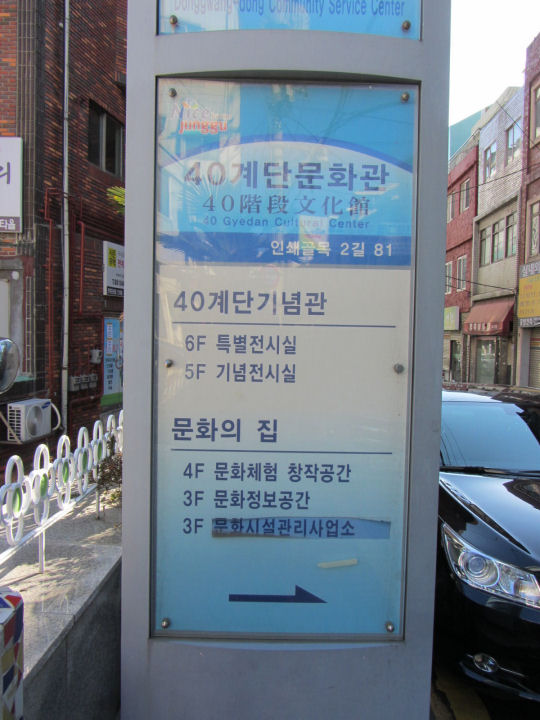 Donggwang-dong Community Service Center
Nice
junggu
40계단문화관
40階段文化館
40 Gyedan Cultural Center
인쇄골목 2길 81
40계단기념관
6F 특별전시실
5F 기념전시실
문화의 집
4F 문화체험 창작공간
3F 문화정보공간
3F 문화시설관리사업소
리